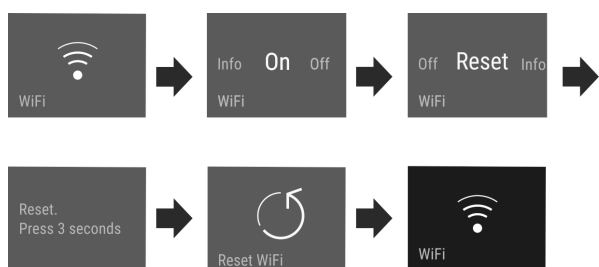 WiFi
Info On Off
WiFi
Off Reset Info
WiFi
Reset.
Press 3 seconds
Reset WiFi
WiFi